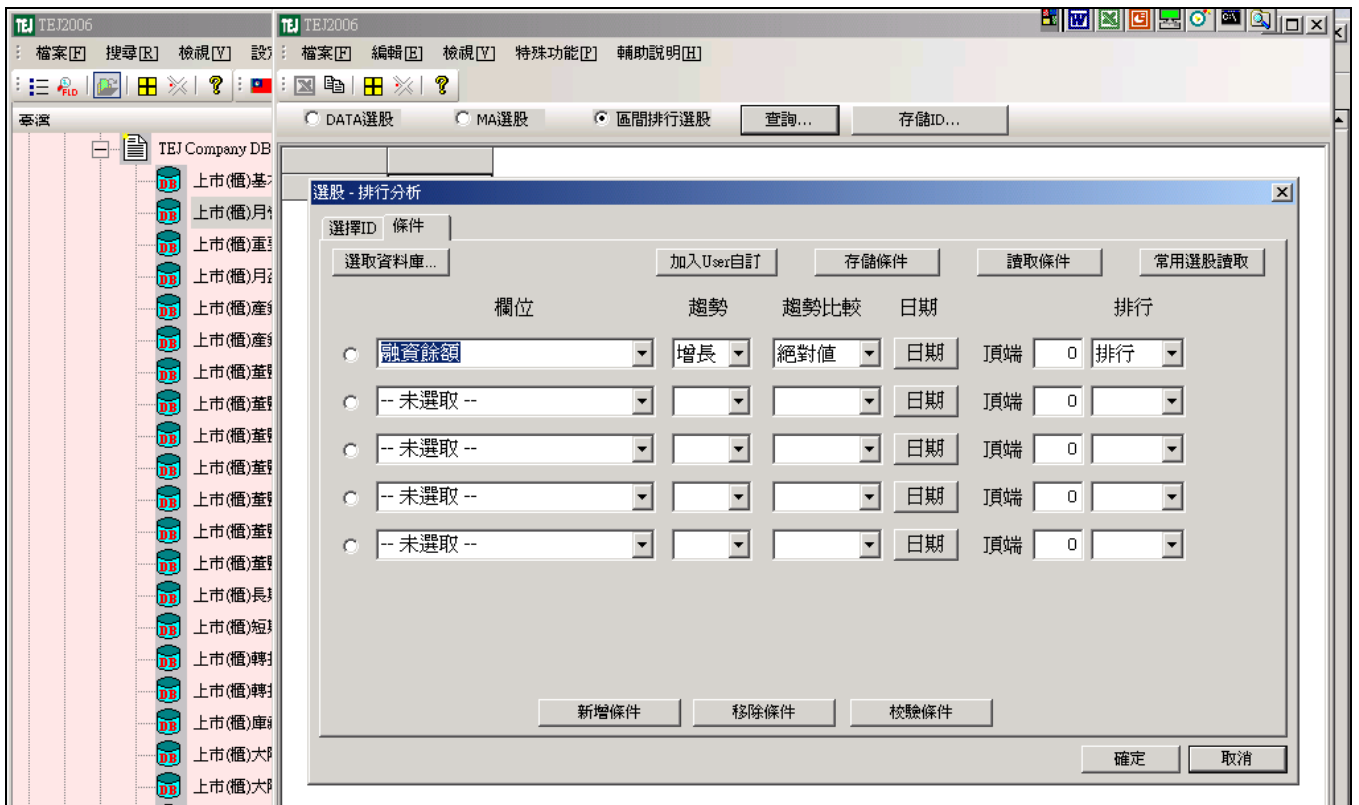 TEJ TEJ2006
檔案[F] 搜尋[R] 檢視[V]
臺灣
TEJ Company DB
上市(櫃)基
上市(櫃)月
上市(櫃)重
上市(櫃)月
上市(櫃)產
上市(櫃)產
上市(櫃)董
上市(櫃)董
上市(櫃)董
上市(櫃)董
上市(櫃)董
上市(櫃)董
上市(櫃)董
上市(櫃)長
上市(櫃)短
上市(櫃)轉
上市(櫃)轉
上市(櫃)庫
上市(櫃)大
上市(櫃)大
TEJ TEJ2006
檔案[F] 編輯[E] 檢視[V] 特殊功能[P] 輔助說明[H]
DATA選股 MA選股 區間排行選股 查詢... 存儲ID...
選股 - 排行分析
選擇ID 條件
選取資料庫... 加入User自訂 存儲條件 讀取條件 常用選股讀取
欄位 趨勢 趨勢比較 日期 排行
融資餘額 增長 絕對值 日期 頂端 0 排行
-- 未選取 -- 日期 頂端 0
-- 未選取 -- 日期 頂端 0
-- 未選取 -- 日期 頂端 0
-- 未選取 -- 日期 頂端 0
新增條件 移除條件 校驗條件
確定 取消